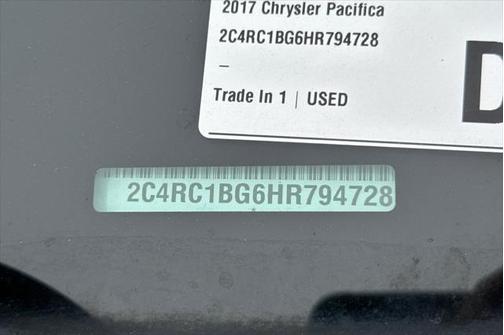 2017 Chrysler Pacifica
2C4RC1BG6HR794728
–
Trade In 1 | USED
D
2C4RC1BG6HR794728